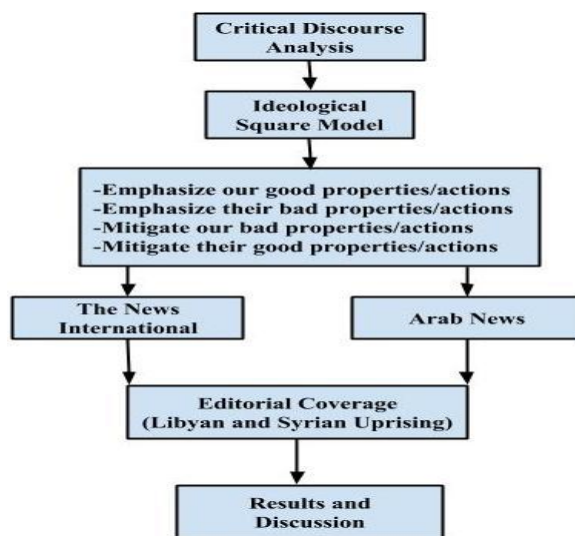 Critical Discourse
Analysis
Ideological
Square Model
-Emphasize our good properties/actions
-Emphasize their bad properties/actions
-Mitigate our bad properties/actions
-Mitigate their good properties/actions
The News
International
Arab News
Editorial Coverage
(Libyan and Syrian Uprising)
Results and
Discussion